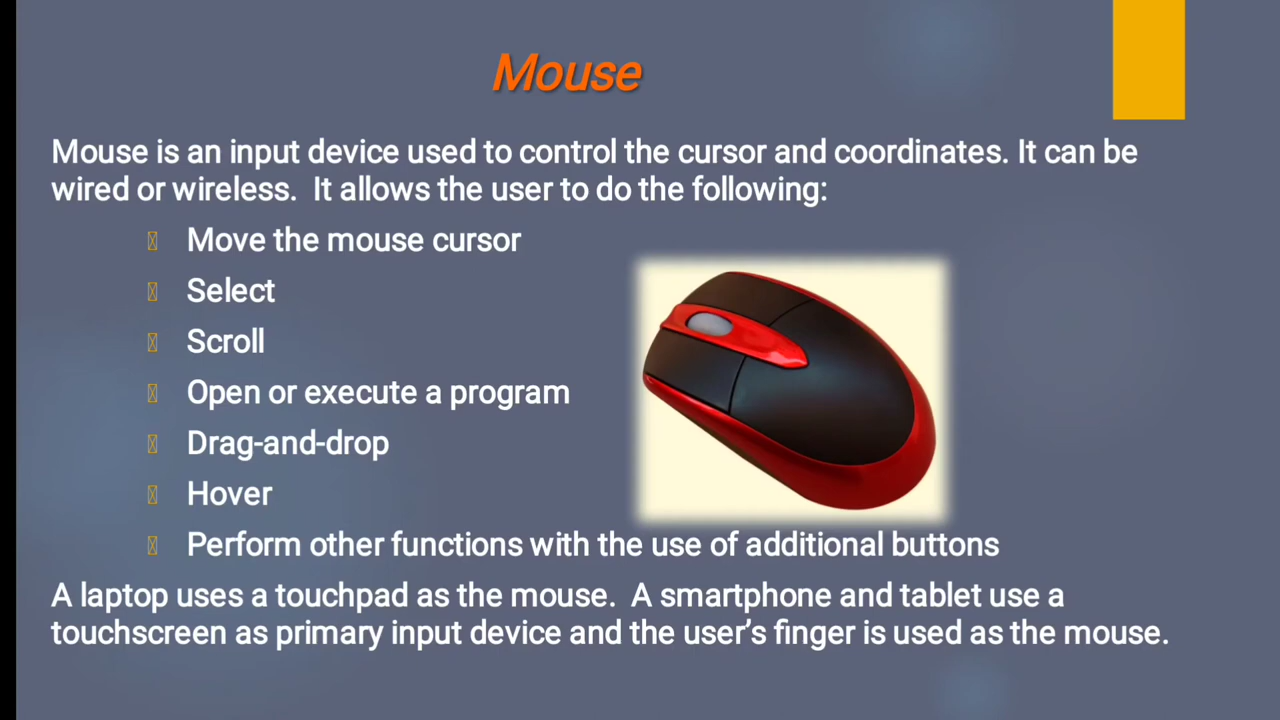 Mouse
Mouse is an input device used to control the cursor and coordinates. It can be
wired or wireless.  It allows the user to do the following:
Move the mouse cursor
Select
Scroll
Open or execute a program
Drag-and-drop
Hover
Perform other functions with the use of additional buttons
A laptop uses a touchpad as the mouse.  A smartphone and tablet use a
touchscreen as primary input device and the user’s finger is used as the mouse.